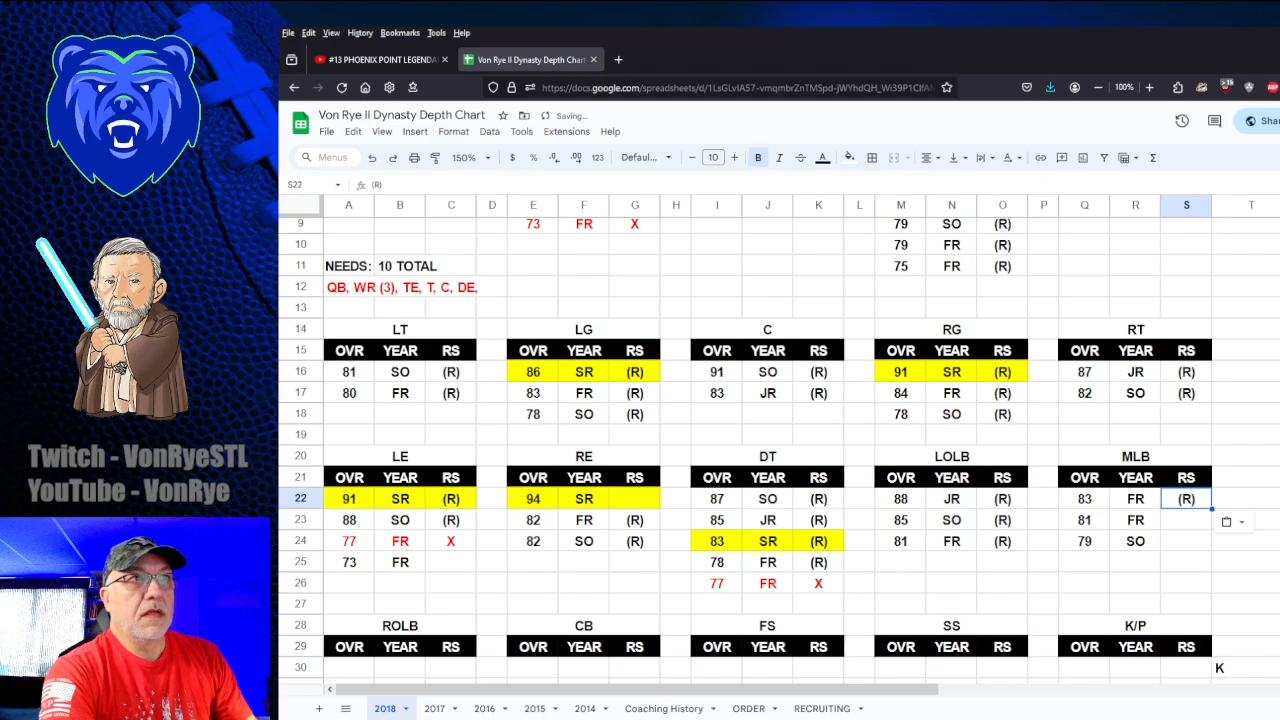 File Edit View History Bookmarks Tools Help
#13 PHOENIX POINT LEGENDA
Von Rye II Dynasty Depth Chart
100%
Von Rye II Dynasty Depth Chart Saving...
File Edit View Insert Format Data Tools Extensions Help
Share
Menus 150% $ % .0 .00 123 Defaul... 10 B I A
S22 fx (R)
A B C D E F G H I J K L M N O P Q R S T
9 73 FR X 79 SO (R)
10 79 FR (R)
11 NEEDS: 10 TOTAL 75 FR (R)
12 QB, WR (3), TE, T, C, DE,
13
14 LT LG C RG RT
15 OVR YEAR RS OVR YEAR RS OVR YEAR RS OVR YEAR RS OVR YEAR RS
16 81 SO (R) 86 SR (R) 91 SO (R) 91 SR (R) 87 JR (R)
17 80 FR (R) 83 FR (R) 83 JR (R) 84 FR (R) 82 SO (R)
18 78 SO (R) 78 SO (R)
19
20 LE RE DT LOLB MLB
21 OVR YEAR RS OVR YEAR RS OVR YEAR RS OVR YEAR RS OVR YEAR RS
22 91 SR (R) 94 SR 87 SO (R) 88 JR (R) 83 FR (R)
23 88 SO (R) 82 FR (R) 85 JR (R) 85 SO (R) 81 FR
24 77 FR X 82 SO (R) 83 SR (R) 81 FR (R) 79 SO
25 73 FR 78 FR (R)
26 77 FR X
27
28 ROLB CB FS SS K/P
29 OVR YEAR RS OVR YEAR RS OVR YEAR RS OVR YEAR RS OVR YEAR RS
30 K
2018 2017 2016 2015 2014 Coaching History ORDER RECRUITING
Twitch - VonRyeSTL
YouTube - VonRye